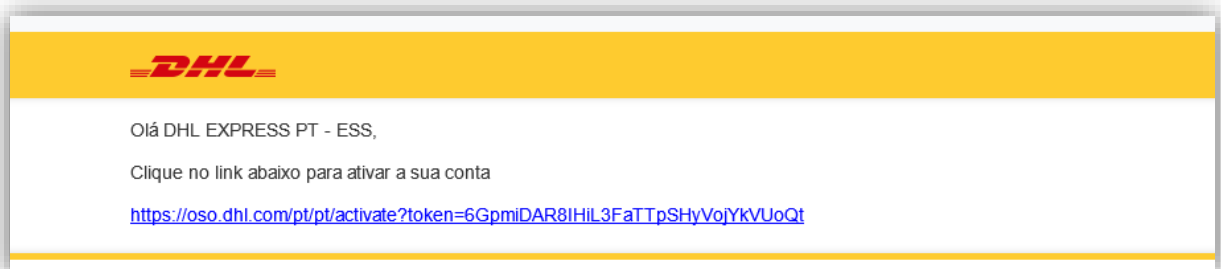 DHL
Olá DHL EXPRESS PT - ESS,
Clique no link abaixo para ativar a sua conta
https://oso.dhl.com/pt/pt/activate?token=6GpmiDAR8IHiL3FaTTpSHyVojYkVUoQt